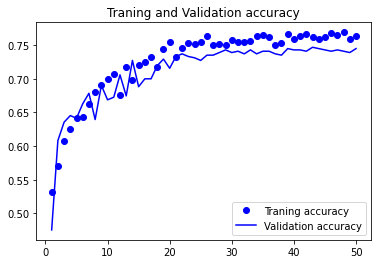 Traning and Validation accuracy
0.75
0.70
0.65
0.60
0.55
0.50
0 10 20 30 40 50
Traning accuracy
Validation accuracy